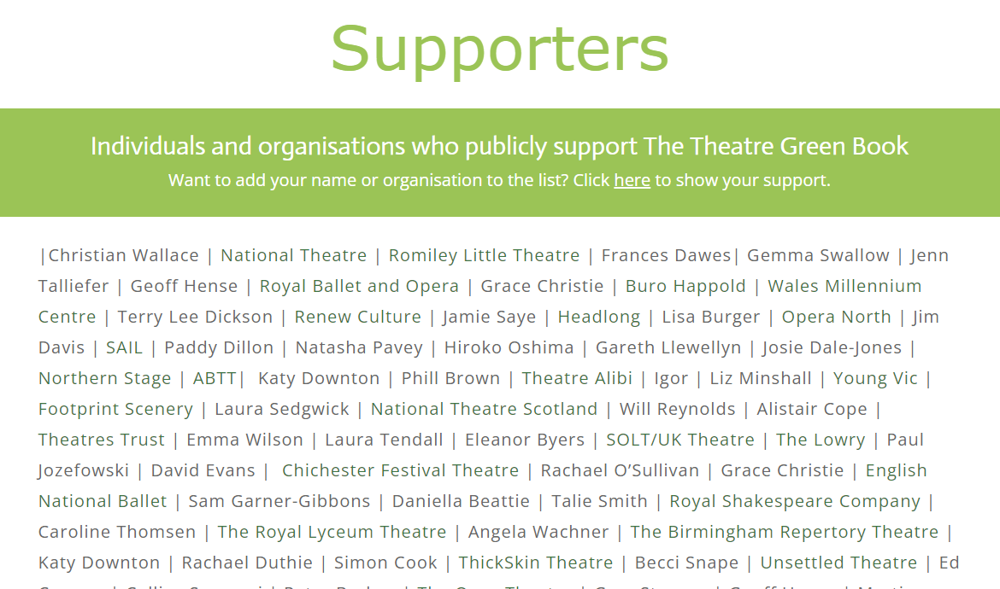 Supporters
Individuals and organisations who publicly support The Theatre Green Book
Want to add your name or organisation to the list? Click here to show your support.
|Christian Wallace | National Theatre | Romiley Little Theatre | Frances Dawes| Gemma Swallow | Jenn
Talliefer | Geoff Hense | Royal Ballet and Opera | Grace Christie | Buro Happold | Wales Millennium
Centre | Terry Lee Dickson | Renew Culture | Jamie Saye | Headlong | Lisa Burger | Opera North | Jim
Davis | SAIL | Paddy Dillon | Natasha Pavey | Hiroko Oshima | Gareth Llewellyn | Josie Dale-Jones |
Northern Stage | ABTT| Katy Downton | Phill Brown | Theatre Alibi | Igor | Liz Minshall | Young Vic |
Footprint Scenery | Laura Sedgwick | National Theatre Scotland | Will Reynolds | Alistair Cope |
Theatres Trust | Emma Wilson | Laura Tendall | Eleanor Byers | SOLT/UK Theatre | The Lowry | Paul
Jozefowski | David Evans | Chichester Festival Theatre | Rachael O’Sullivan | Grace Christie | English
National Ballet | Sam Garner-Gibbons | Daniella Beattie | Talie Smith | Royal Shakespeare Company |
Caroline Thomsen | The Royal Lyceum Theatre | Angela Wachner | The Birmingham Repertory Theatre |
Katy Downton | Rachael Duthie | Simon Cook | ThickSkin Theatre | Becci Snape | Unsettled Theatre | Ed